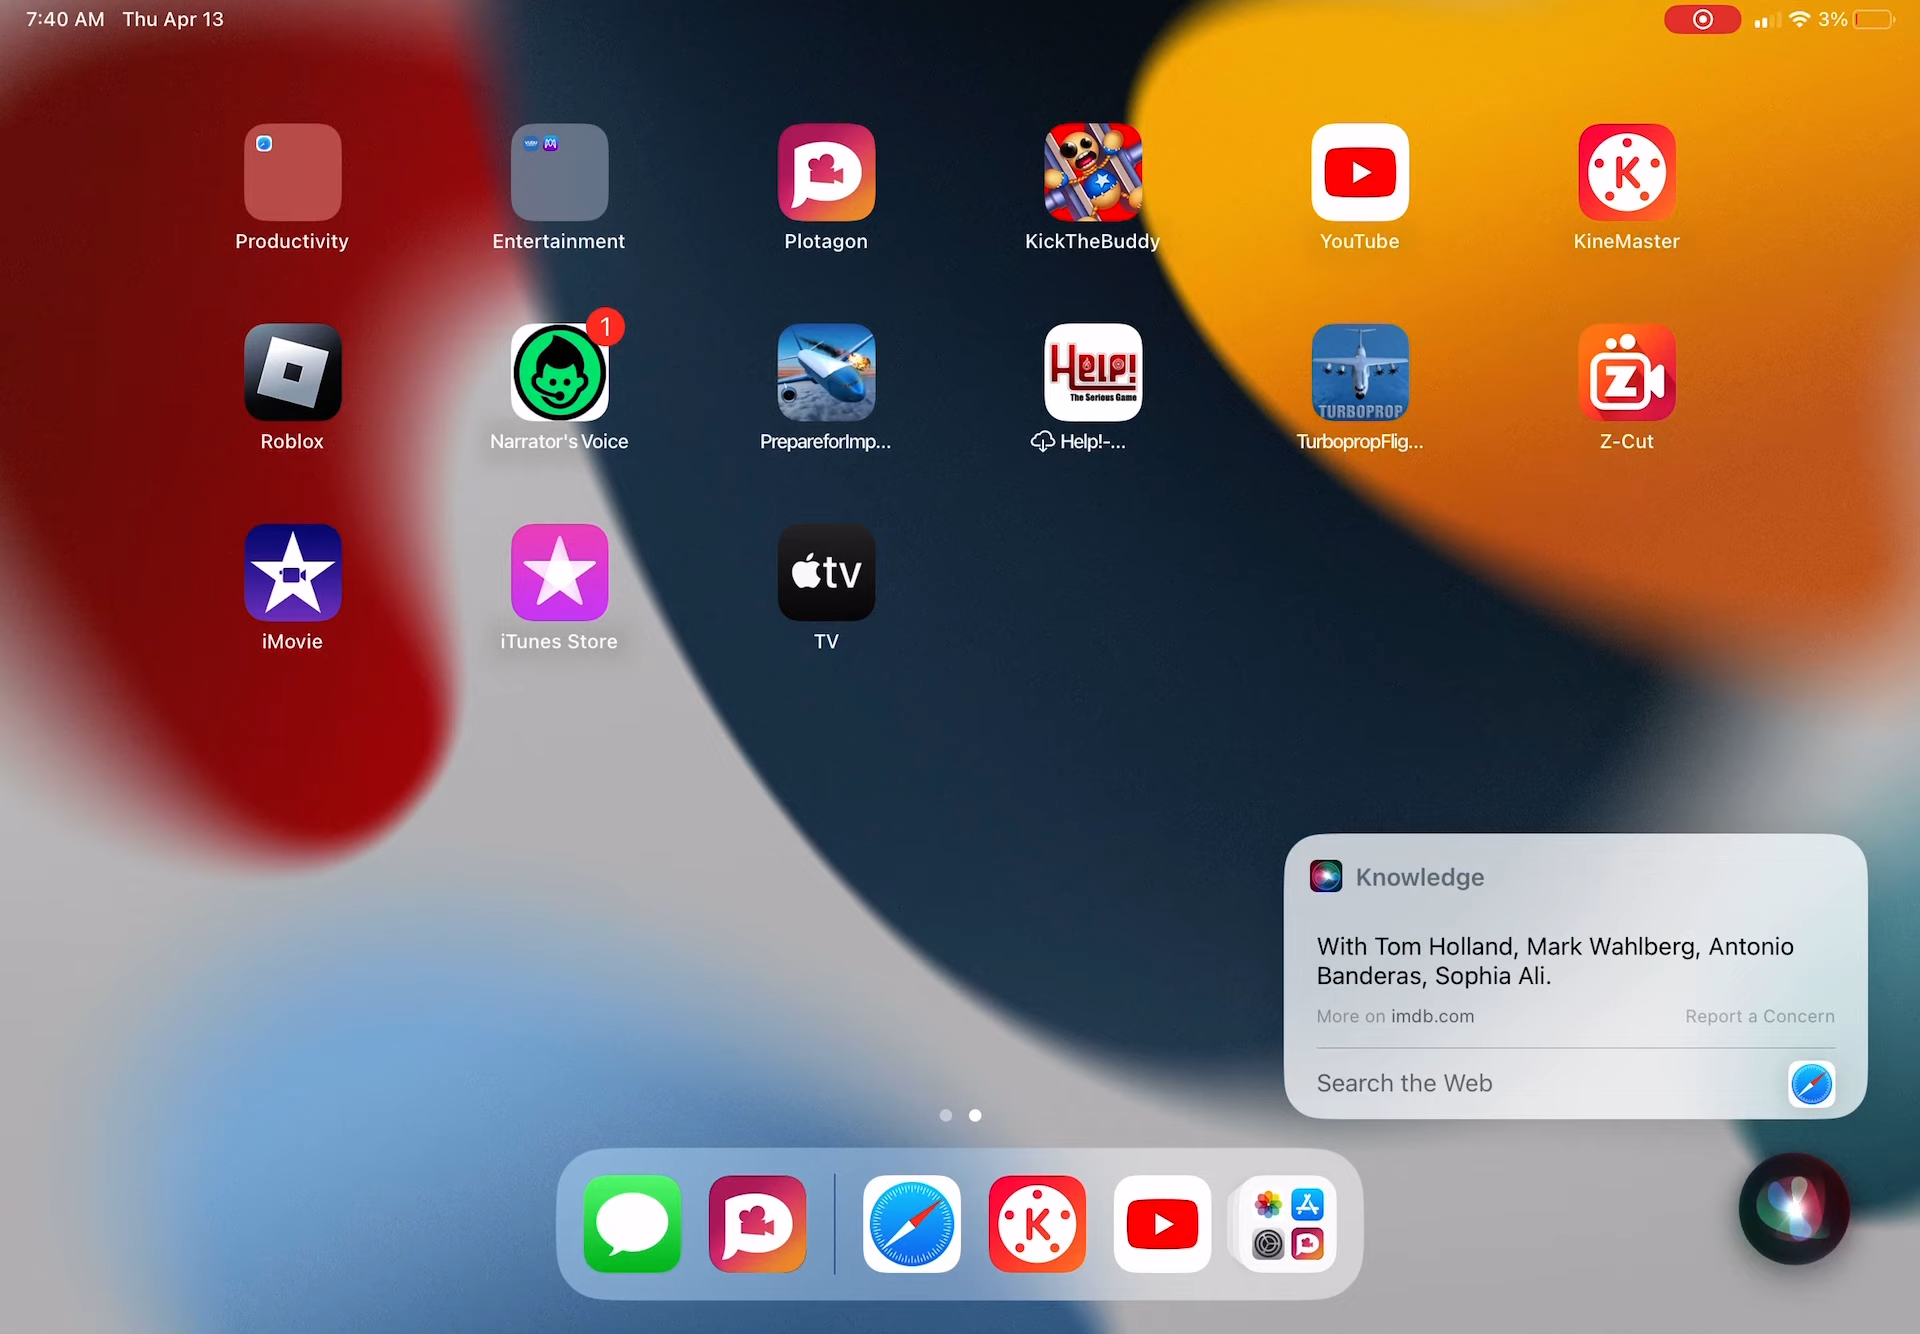 7:40 AM Thu Apr 13
3%
Productivity
Entertainment
Plotagon
KickTheBuddy
YouTube
KineMaster
1
HELP!
The Serious Game
TURBOPROP
Roblox
Narrator's Voice
PrepareforImp...
Help!-...
TurbopropFlig...
Z-Cut
tv
iMovie
iTunes Store
TV
Knowledge
With Tom Holland, Mark Wahlberg, Antonio
Banderas, Sophia Ali.
More on imdb.com
Report a Concern
Search the Web